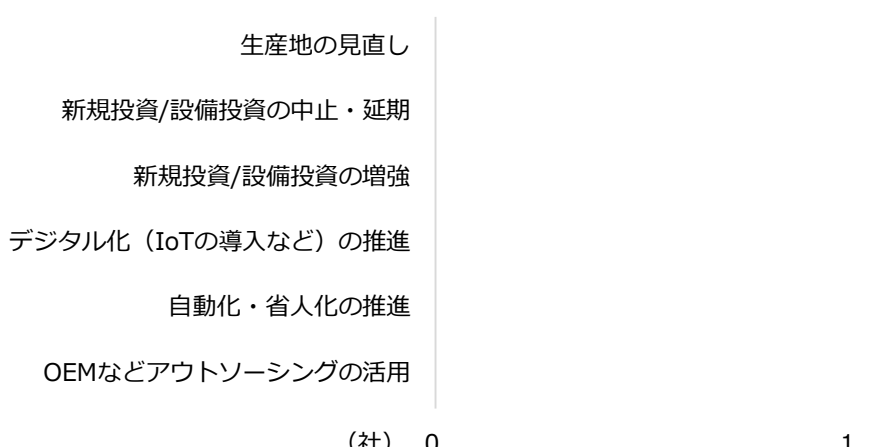 生産地の見直し
新規投資/設備投資の中止・延期
新規投資/設備投資の増強
デジタル化（IoTの導入など）の推進
自動化・省人化の推進
OEMなどアウトソーシングの活用
（社） 0 1